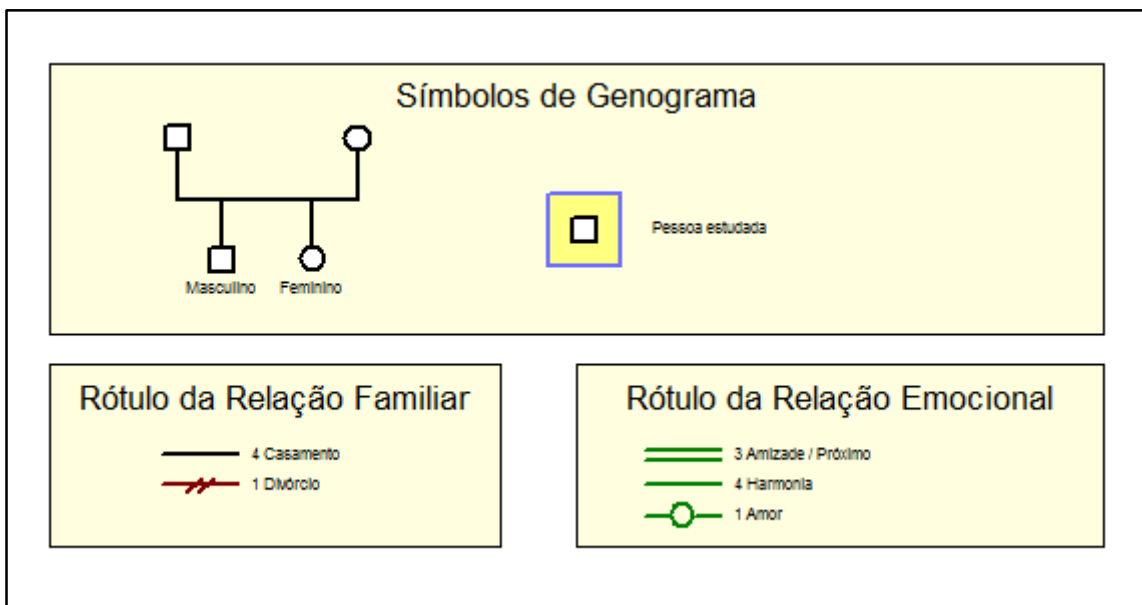 Símbolos de Genograma
Pessoa estudada
Masculino Feminino
Rótulo da Relação Familiar
4 Casamento
1 Divórcio
Rótulo da Relação Emocional
3 Amizade / Próximo
4 Harmonia
1 Amor